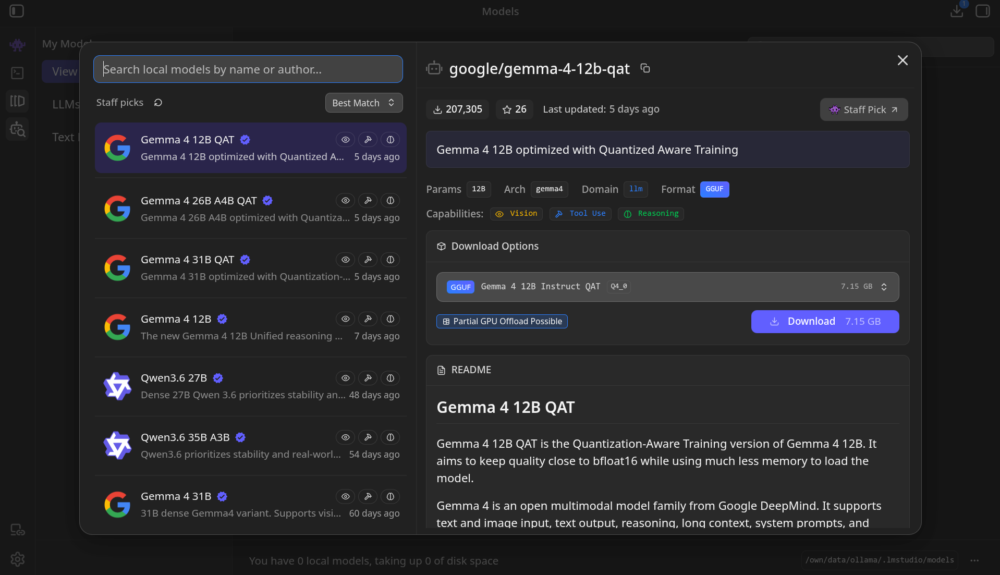 Models
1
My Model
View
LLMs
Text
Search local models by name or author...
Staff picks
Best Match
Gemma 4 12B QAT
Gemma 4 12B optimized with Quantized A...
5 days ago
Gemma 4 26B A4B QAT
Gemma 4 26B A4B optimized with Quantiza...
5 days ago
Gemma 4 31B QAT
Gemma 4 31B optimized with Quantization-...
5 days ago
Gemma 4 12B
The new Gemma 4 12B Unified reasoning ...
7 days ago
Qwen3.6 27B
Dense 27B Qwen 3.6 prioritizes stability an...
48 days ago
Qwen3.6 35B A3B
Qwen3.6 prioritizes stability and real-worl...
54 days ago
Gemma 4 31B
31B dense Gemma4 variant. Supports visi...
60 days ago
google/gemma-4-12b-qat
207,305
26
Last updated: 5 days ago
Staff Pick
Gemma 4 12B optimized with Quantized Aware Training
Params 12B Arch gemma4 Domain llm Format GGUF
Capabilities: Vision Tool Use Reasoning
Download Options
GGUF Gemma 4 12B Instruct QAT Q4_0 7.15 GB
Partial GPU Offload Possible
Download 7.15 GB
README
Gemma 4 12B QAT
Gemma 4 12B QAT is the Quantization-Aware Training version of Gemma 4 12B. It
aims to keep quality close to bfloat16 while using much less memory to load the
model.
Gemma 4 is an open multimodal model family from Google DeepMind. It supports
text and image input, text output, reasoning, long context, system prompts, and
You have 0 local models, taking up 0 of disk space
/own/data/ollama/.lmstudio/models